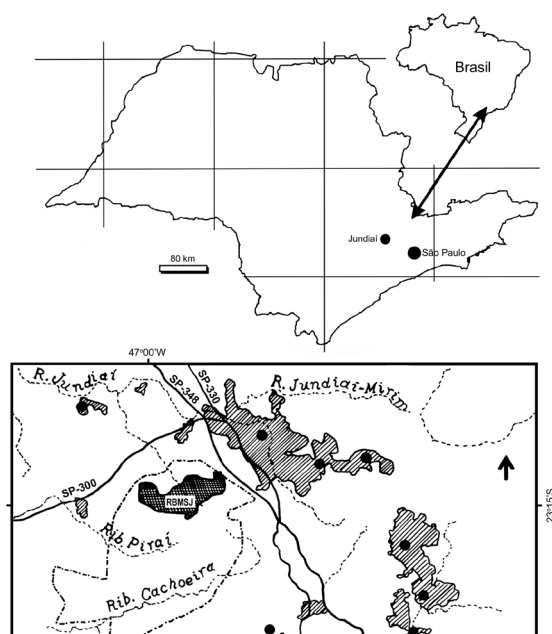 Brasil
Jundiaí
São Paulo
80 km
47°00'W
R. Jundiaí
SP-348
SP-330
R. Jundiaí-Mirim
SP-300
RBMSJ
23°15'S
Rib. Piraí
Rib. Cachoeira